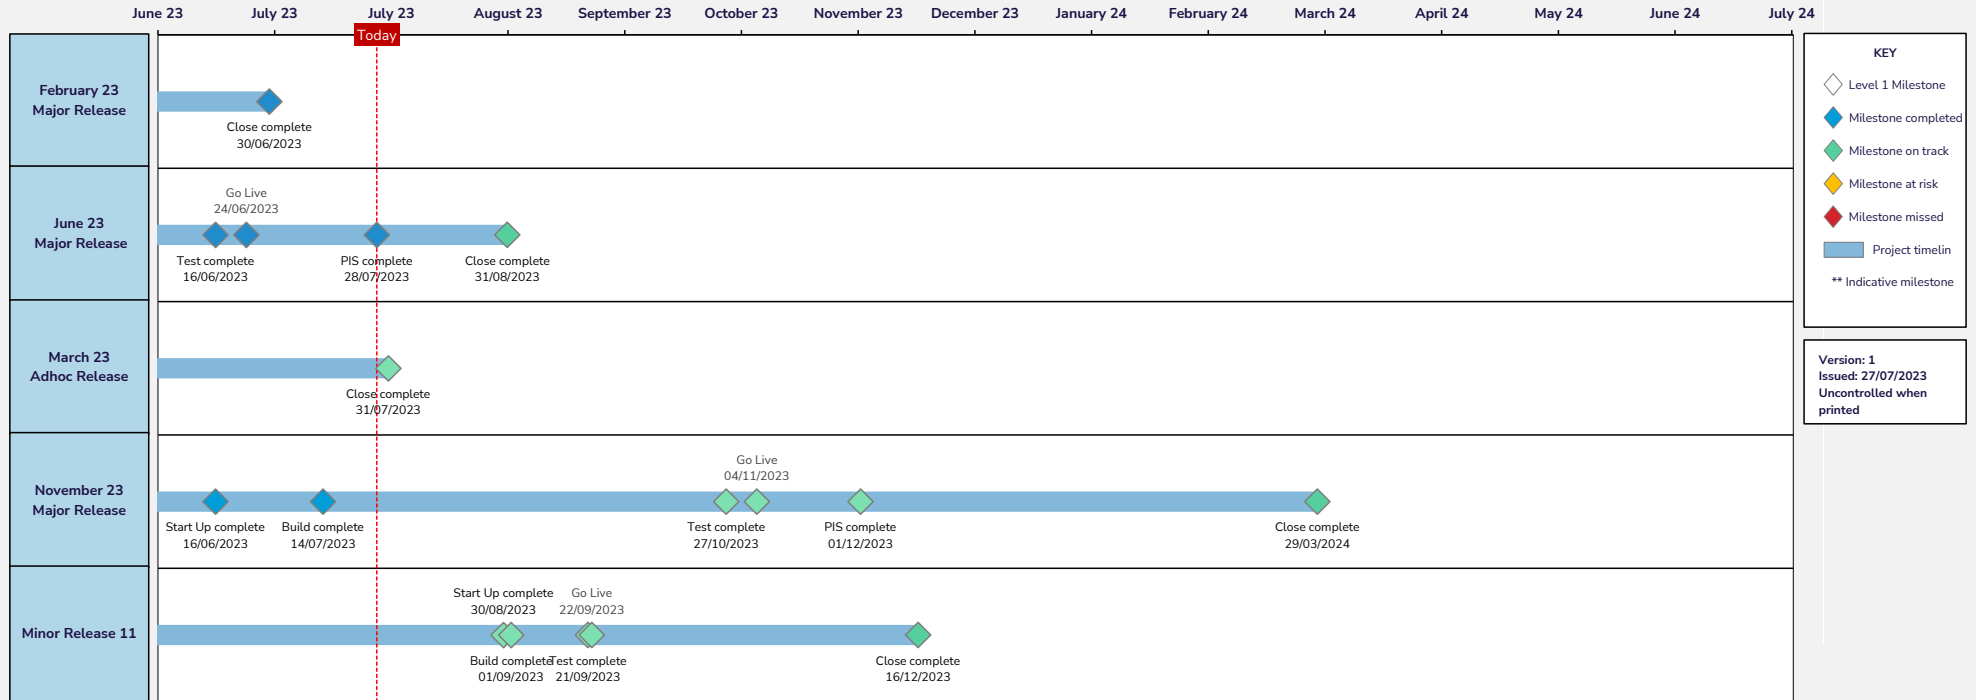 June 23 July 23 July 23 August 23 September 23 October 23 November 23 December 23 January 24 February 24 March 24 April 24 May 24 June 24 July 24
Today
February 23
Major Release
Close complete
30/06/2023
June 23
Major Release
Go Live
24/06/2023
Test complete
16/06/2023
PIS complete
28/07/2023
Close complete
31/08/2023
March 23
Adhoc Release
Close complete
31/07/2023
November 23
Major Release
Go Live
04/11/2023
Start Up complete
16/06/2023
Build complete
14/07/2023
Test complete
27/10/2023
PIS complete
01/12/2023
Close complete
29/03/2024
Minor Release 11
Start Up complete
30/08/2023
Go Live
22/09/2023
Build complete
01/09/2023
Test complete
21/09/2023
Close complete
16/12/2023
KEY
Level 1 Milestone
Milestone completed
Milestone on track
Milestone at risk
Milestone missed
Project timelin
** Indicative milestone
Version: 1
Issued: 27/07/2023
Uncontrolled when
printed